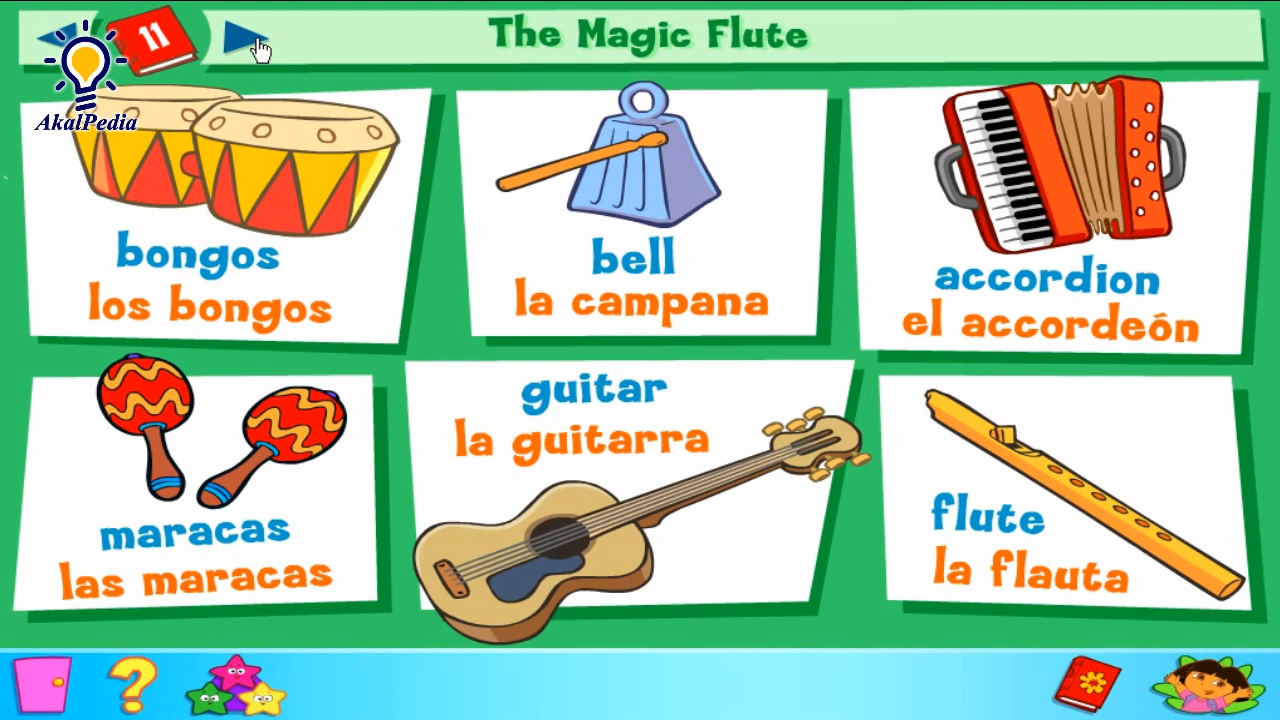 11
The Magic Flute
AkalPedia
bongos
los bongos
bell
la campana
accordion
el accordeón
maracas
las maracas
guitar
la guitarra
flute
la flauta
?